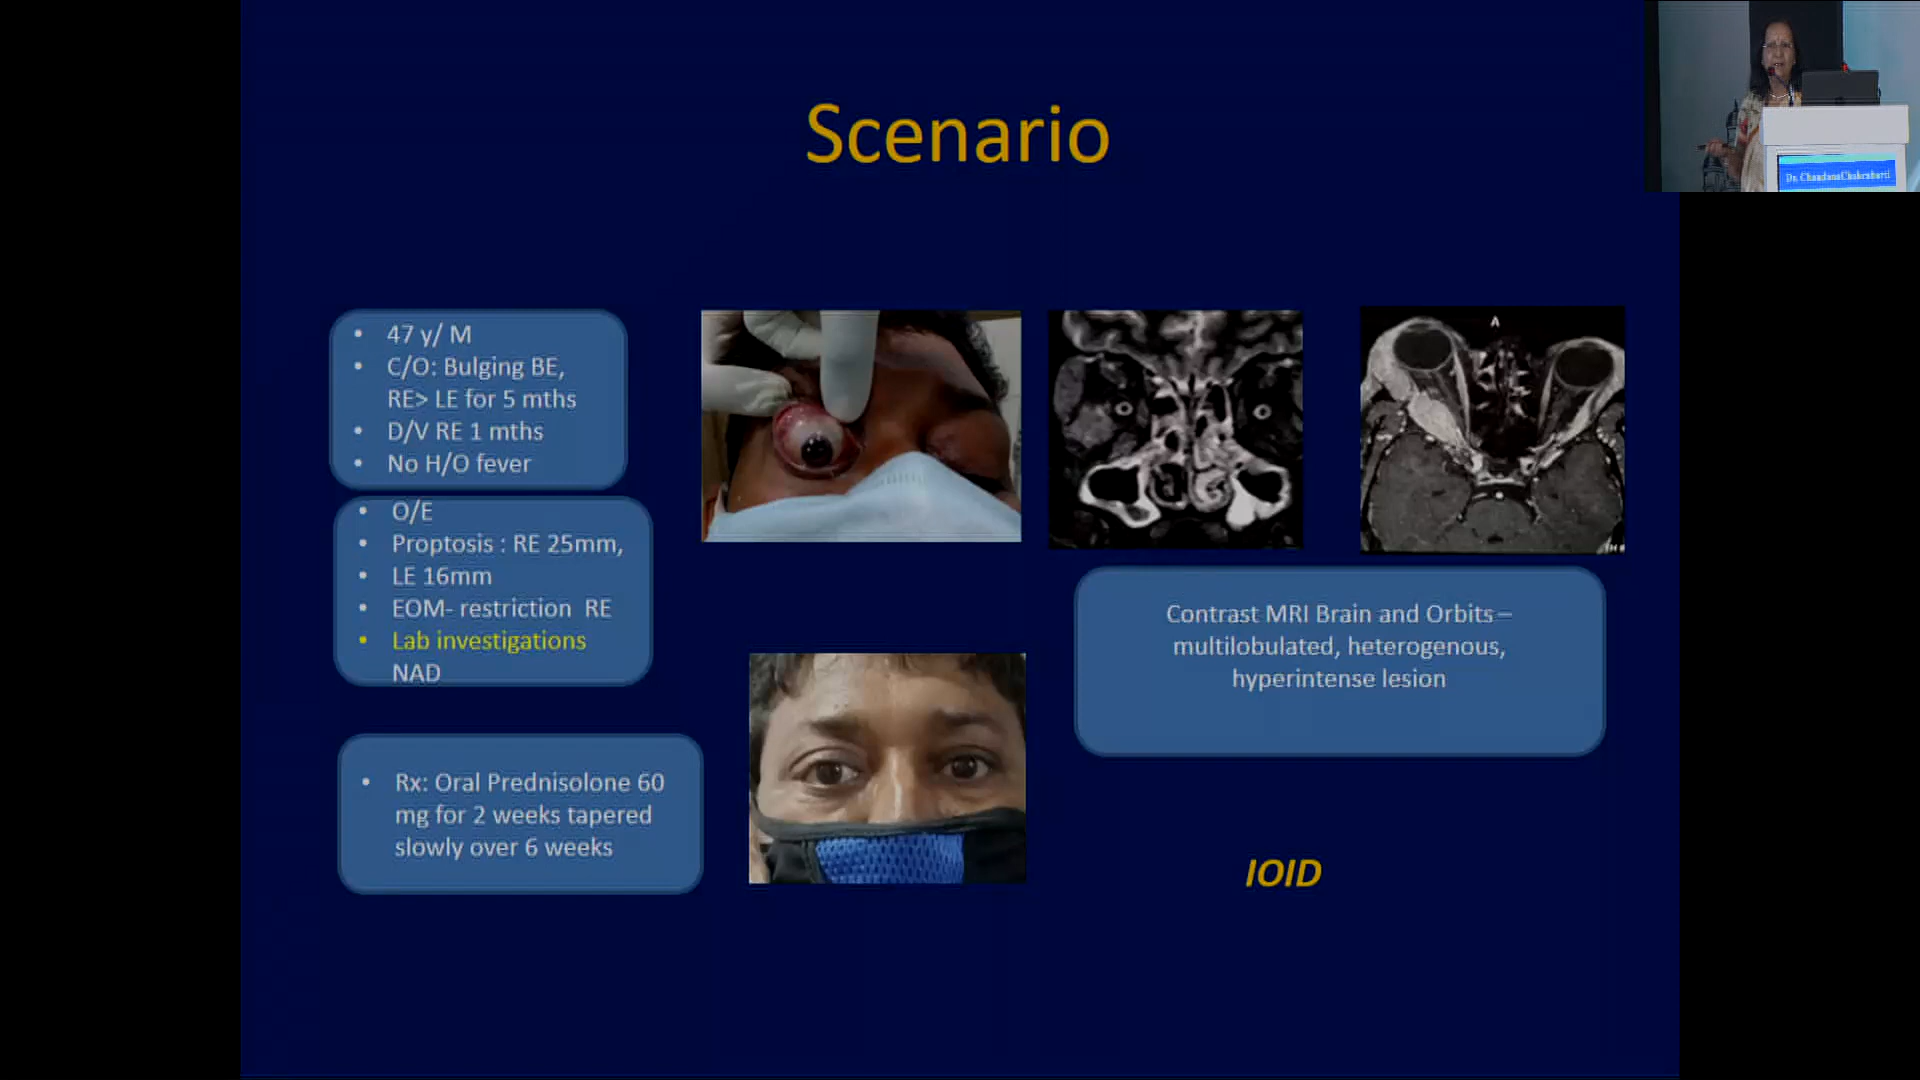 Scenario
47 y/ M
C/O: Bulging BE,
RE> LE for 5 mths
D/V RE 1 mths
No H/O fever
O/E
Proptosis : RE 25mm,
LE 16mm
EOM- restriction RE
Lab investigations
NAD
Rx: Oral Prednisolone 60
mg for 2 weeks tapered
slowly over 6 weeks
A
Contrast MRI Brain and Orbits–
multilobulated, heterogenous,
hyperintense lesion
IOID
Dr. ChandanaChakrabarti